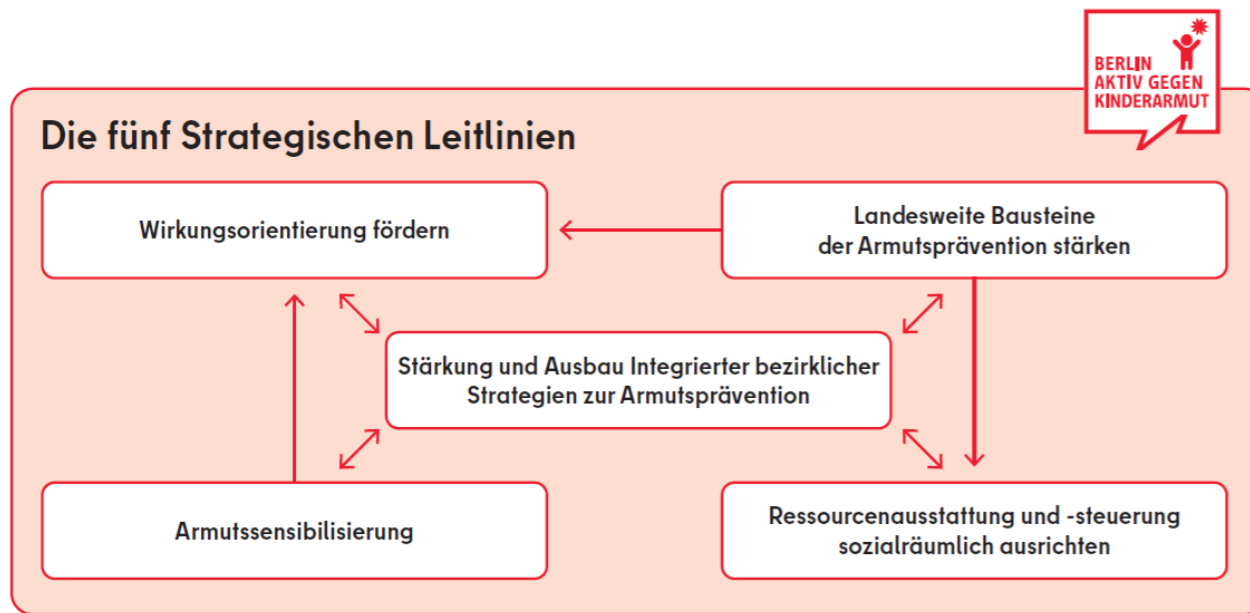 BERLIN
AKTIV GEGEN
KINDERARMUT
Die fünf Strategischen Leitlinien
Wirkungsorientierung fördern
Landesweite Bausteine
der Armutsprävention stärken
Stärkung und Ausbau Integrierter bezirklicher
Strategien zur Armutsprävention
Armutssensibilisierung
Ressourcenausstattung und -steuerung
sozialräumlich ausrichten